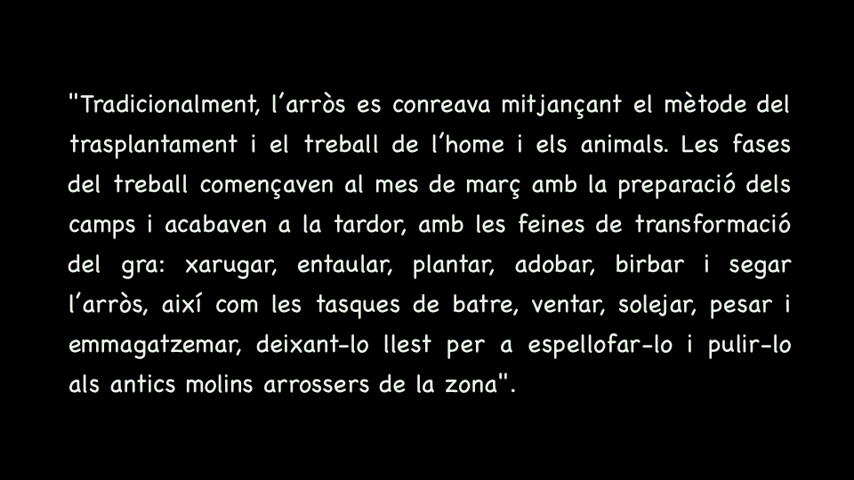 "Tradicionalment, l'arròs es conreava mitjançant el mètode del
trasplantament i el treball de l'home i els animals. Les fases
del treball començaven al mes de març amb la preparació dels
camps i acabaven a la tardor, amb les feines de transformació
del gra: xarugar, entaular, plantar, adobar, birbar i segar
l'arròs, així com les tasques de batre, ventar, solejar, pesar i
emmagatzemar, deixant-lo llest per a espellofar-lo i pulir-lo
als antics molins arrossers de la zona".